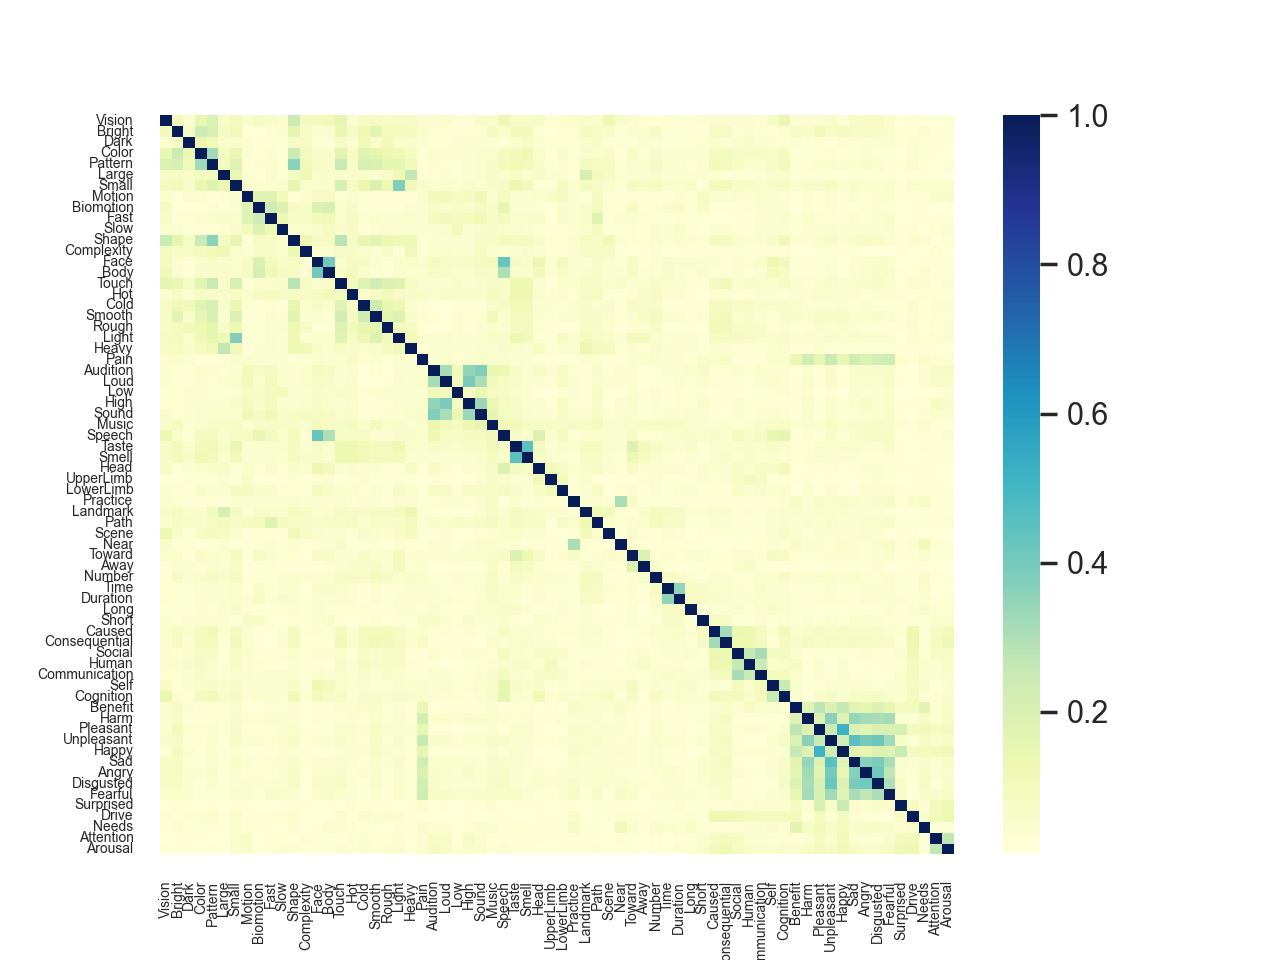 Vision
Bright
Dark
Color
Pattern
Large
Small
Motion
Biomotion
Fast
Slow
Shape
Complexity
Face
Body
Touch
Hot
Cold
Smooth
Rough
Light
Heavy
Pain
Audition
Loud
Low
High
Sound
Music
Speech
Taste
Smell
Head
UpperLimb
LowerLimb
Practice
Landmark
Path
Scene
Near
Toward
Away
Number
Time
Duration
Long
Short
Caused
Consequential
Social
Human
Communication
Self
Cognition
Benefit
Harm
Pleasant
Unpleasant
Happy
Sad
Angry
Disgusted
Fearful
Surprised
Drive
Needs
Attention
Arousal
1.0
0.8
0.6
0.4
0.2
Vision
Bright
Dark
Color
Pattern
Large
Small
Motion
Biomotion
Fast
Slow
Shape
Complexity
Face
Body
Touch
Hot
Cold
Smooth
Rough
Light
Heavy
Pain
Audition
Loud
Low
High
Sound
Music
Speech
Taste
Smell
Head
UpperLimb
LowerLimb
Practice
Landmark
Path
Scene
Near
Toward
Away
Number
Time
Duration
Long
Short
Caused
onsequential
Social
Human
mmunication
Self
Cognition
Benefit
Harm
Pleasant
Unpleasant
Happy
Sad
Angry
Disgusted
Fearful
Surprised
Drive
Needs
Attention
Arousal